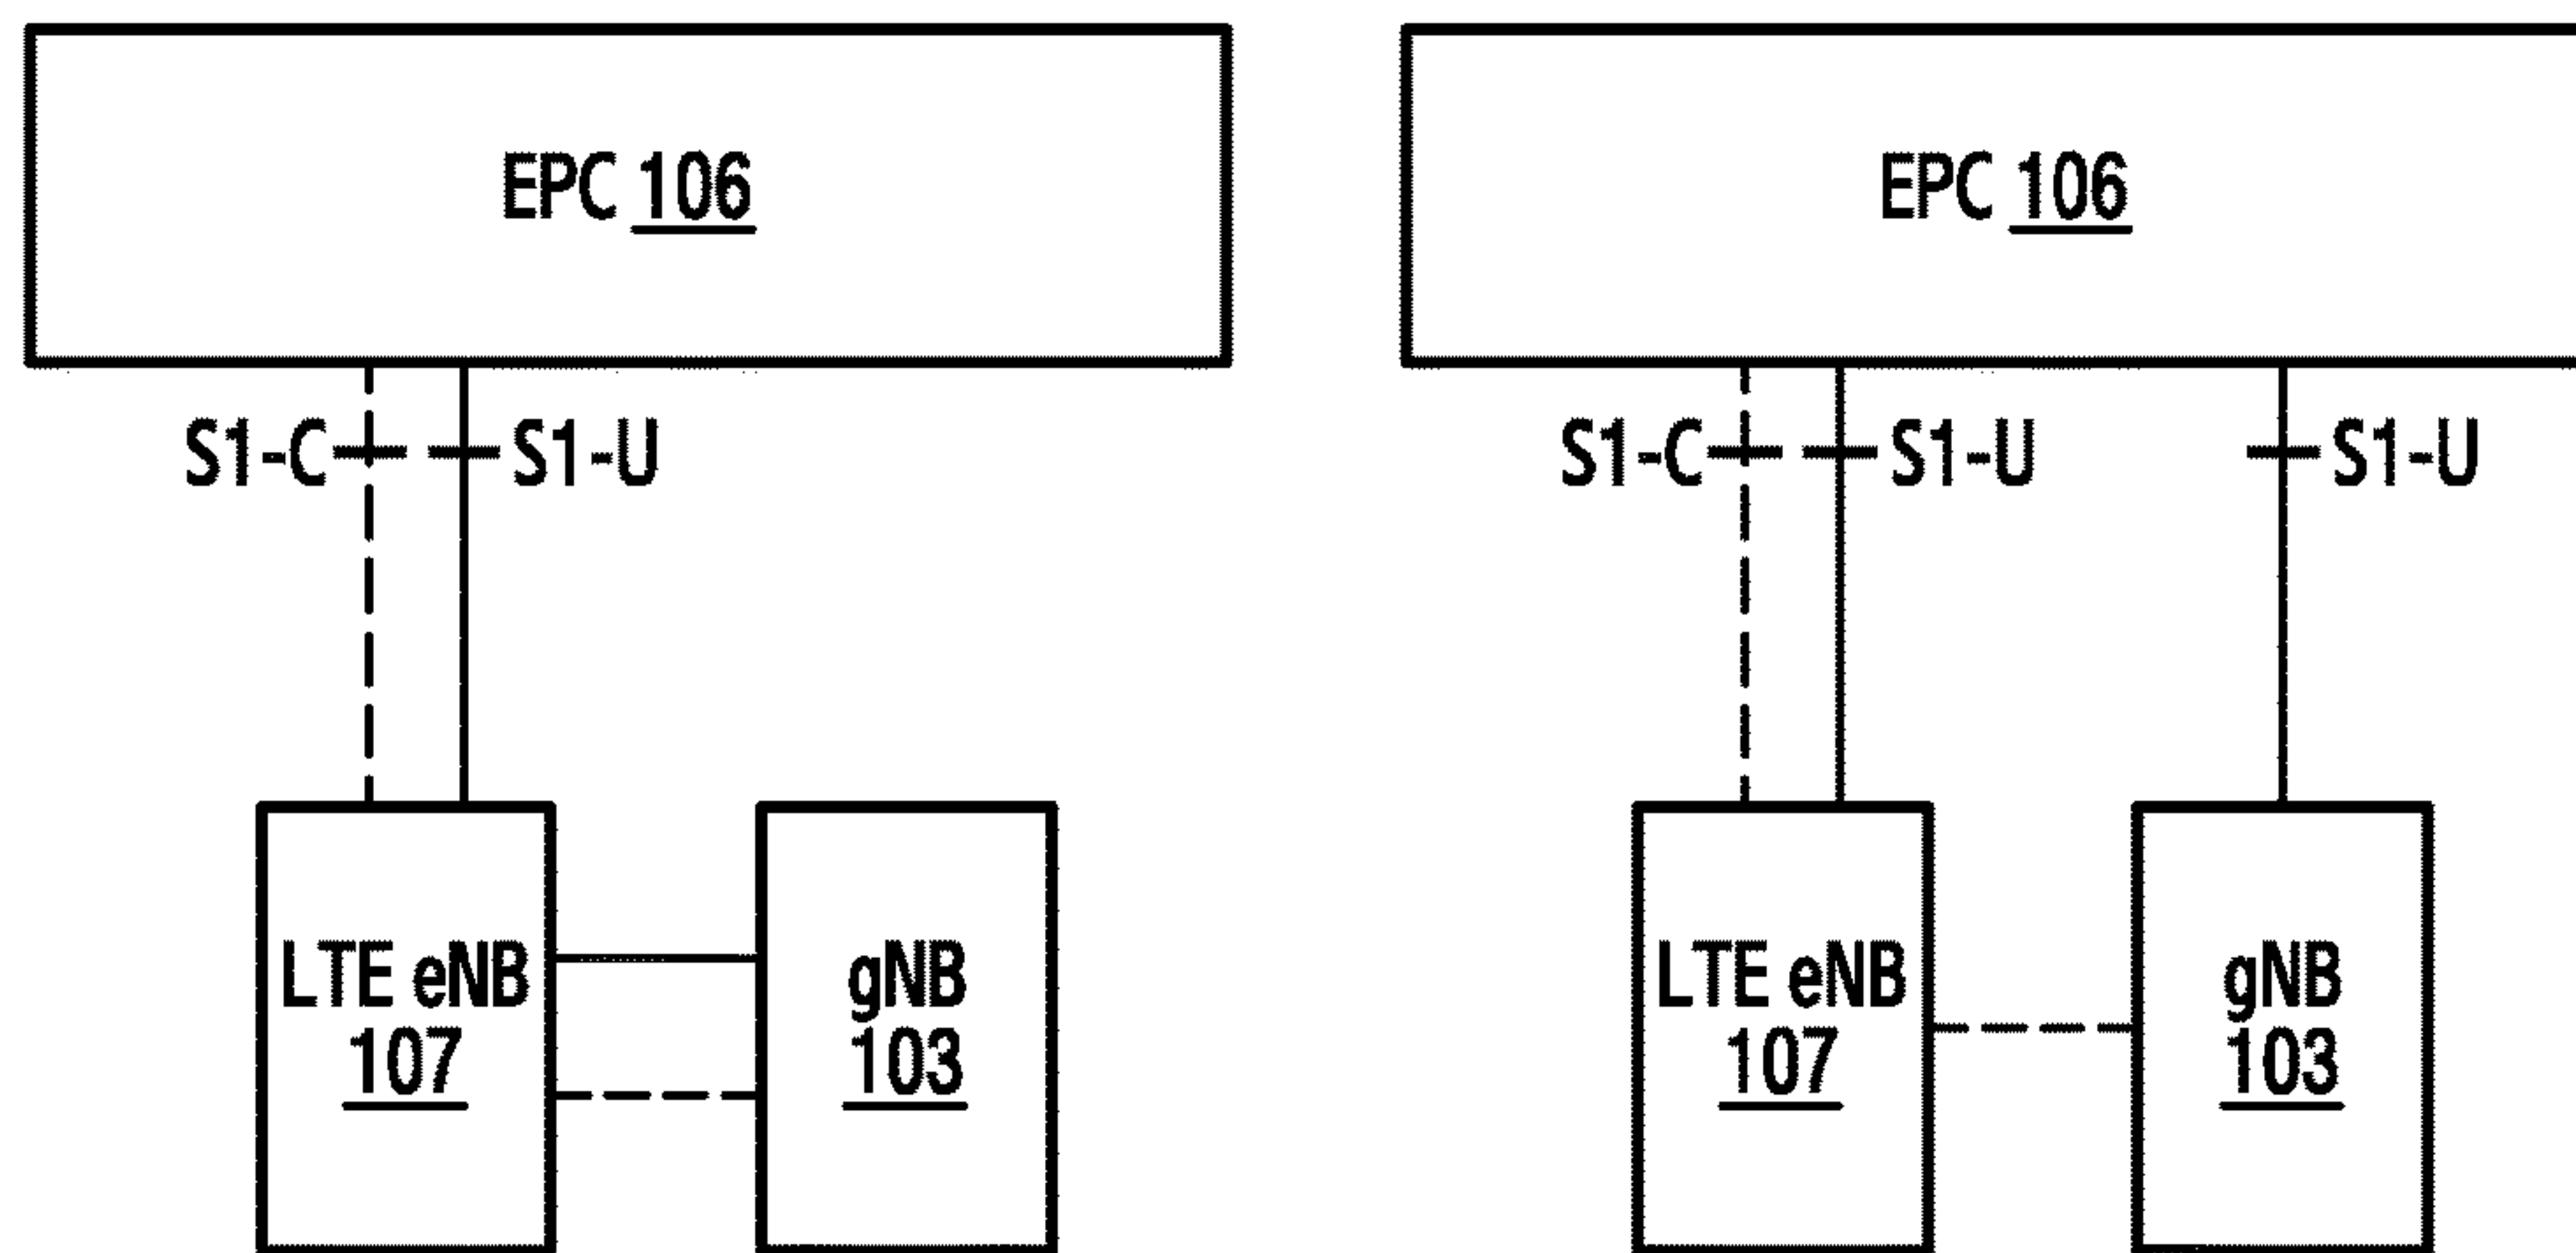 EPC 106
S1-C S1-U
LTE eNB
107
gNB
103
EPC 106
S1-C S1-U S1-U
LTE eNB
107
gNB
103